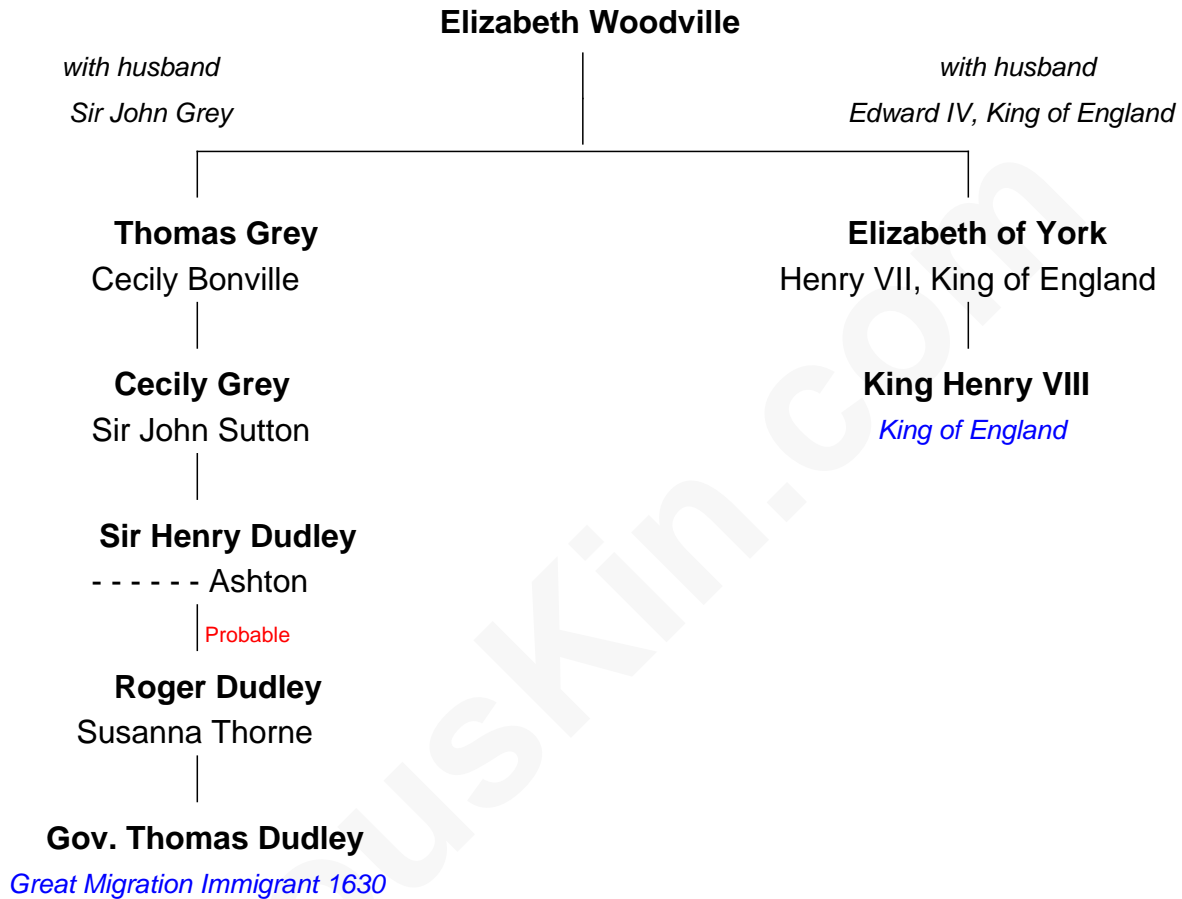 Elizabeth Woodville
with husband
Sir John Grey
with husband
Edward IV, King of England
Thomas Grey
Cecily Bonville
Elizabeth of York
Henry VII, King of England
Cecily Grey
Sir John Sutton
King Henry VIII
King of England
Sir Henry Dudley
- - - - - - Ashton
Probable
Roger Dudley
Susanna Thorne
Gov. Thomas Dudley
Great Migration Immigrant 1630
ouskin.com